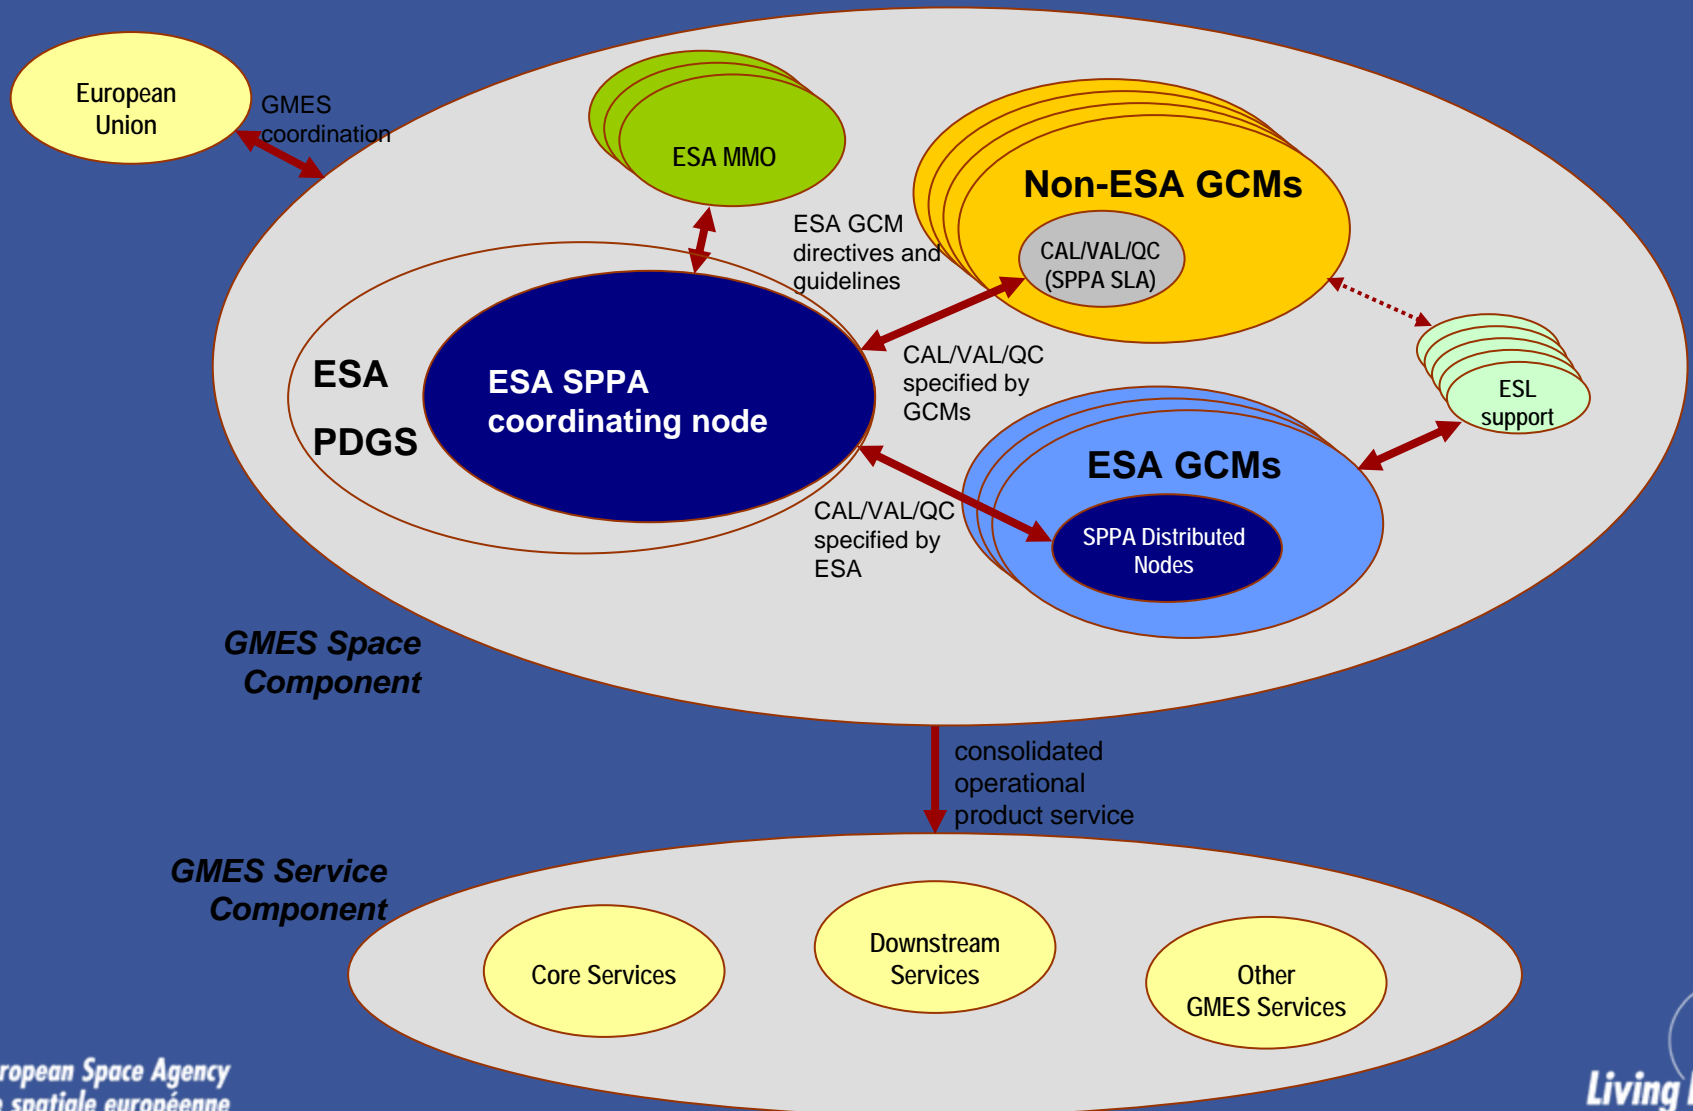 European
Union
GMES
coordination
ESA MMO
Non-ESA GCMs
CAL/VAL/QC
(SPPA SLA)
ESA GCM
directives and
guidelines
ESA
PDGS
ESA SPPA
coordinating node
CAL/VAL/QC
specified by
GCMs
ESL
support
ESA GCMs
SPPA Distributed
Nodes
CAL/VAL/QC
specified by
ESA
GMES Space
Component
consolidated
operational
product service
GMES Service
Component
Core Services
Downstream
Services
Other
GMES Services
ropean Space Agency
spatiale européenne
Living